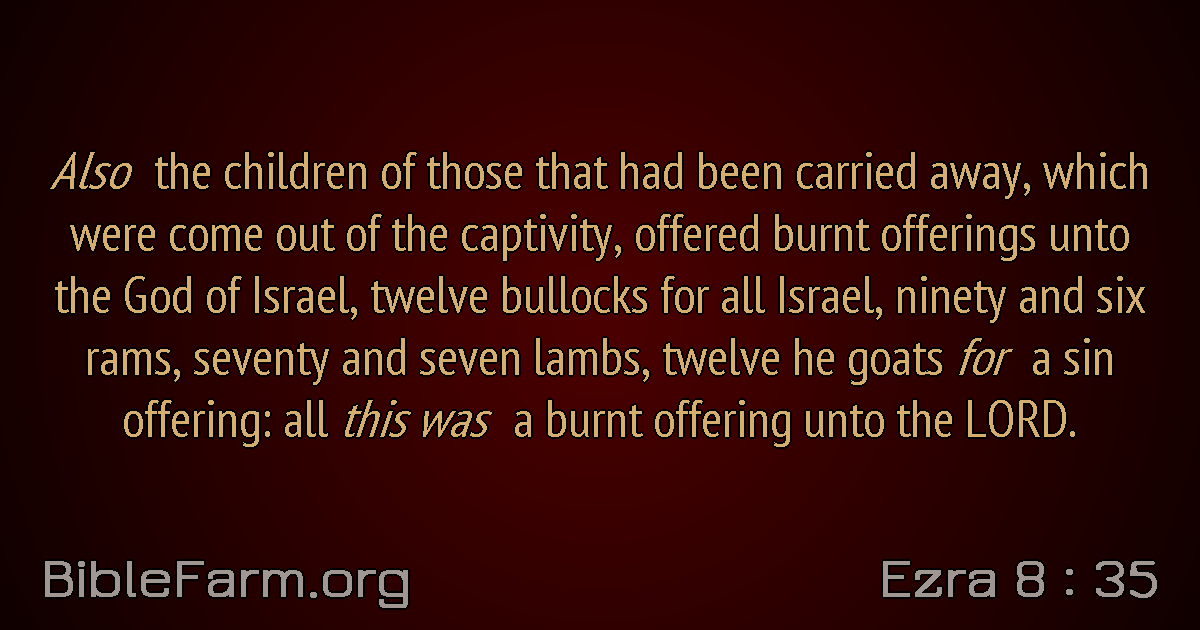 Also the children of those that had been carried away, which
were come out of the captivity, offered burnt offerings unto
the God of Israel, twelve bullocks for all Israel, ninety and six
rams, seventy and seven lambs, twelve he goats for a sin
offering: all this was a burnt offering unto the LORD.
BibleFarm.org
Ezra 8 : 35